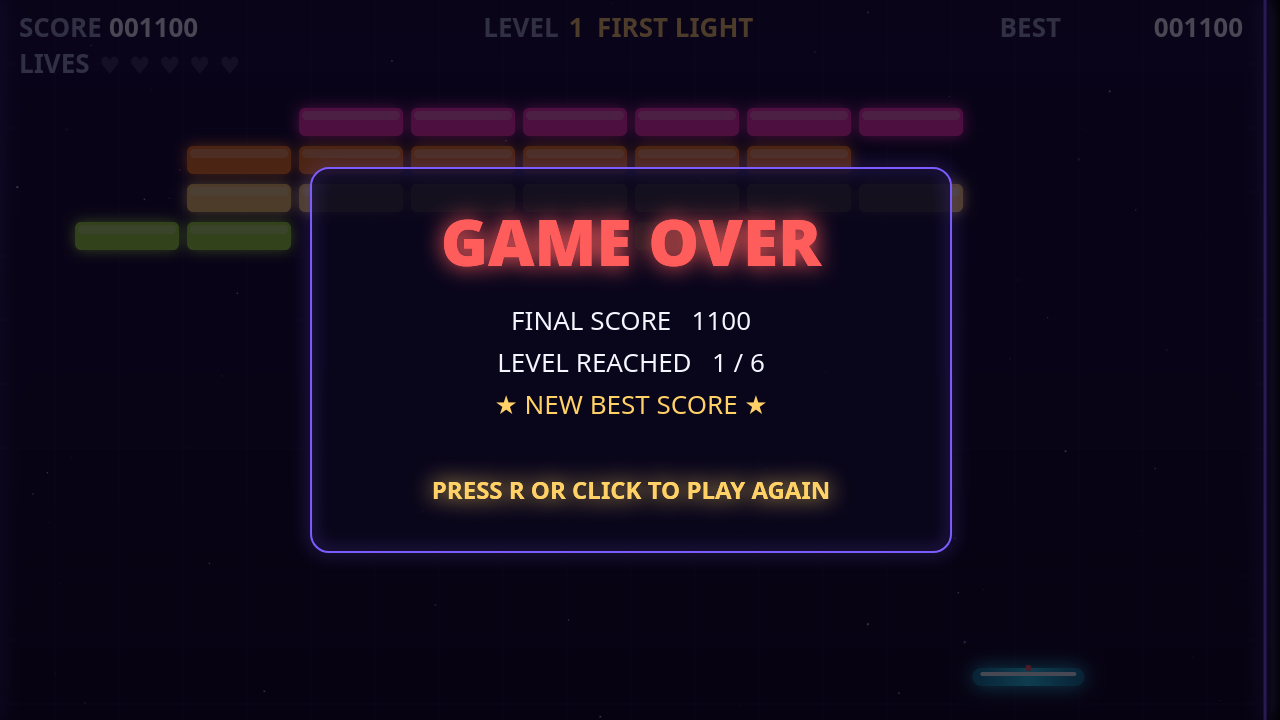 SCORE 001100
LEVEL 1 FIRST LIGHT
BEST 001100
LIVES ♥ ♥ ♥ ♥ ♥
GAME OVER
FINAL SCORE 1100
LEVEL REACHED 1 / 6
★ NEW BEST SCORE ★
PRESS R OR CLICK TO PLAY AGAIN